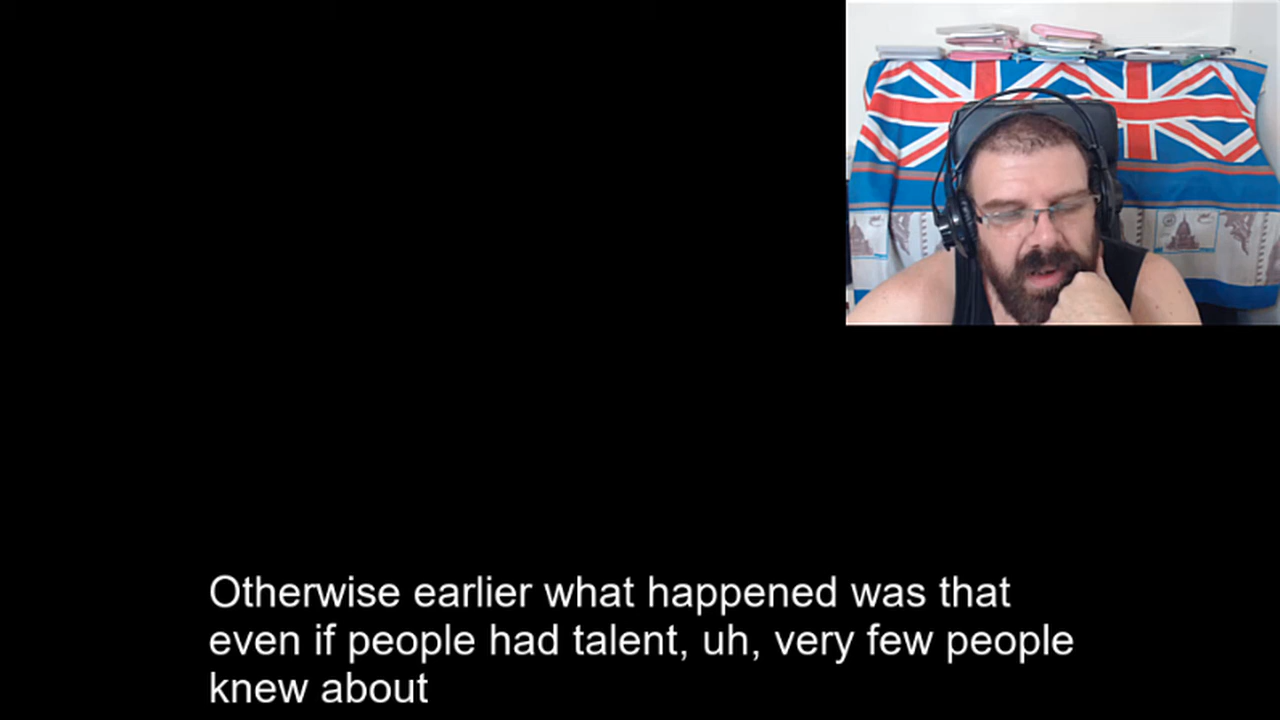 Otherwise earlier what happened was that
even if people had talent, uh, very few people
knew about